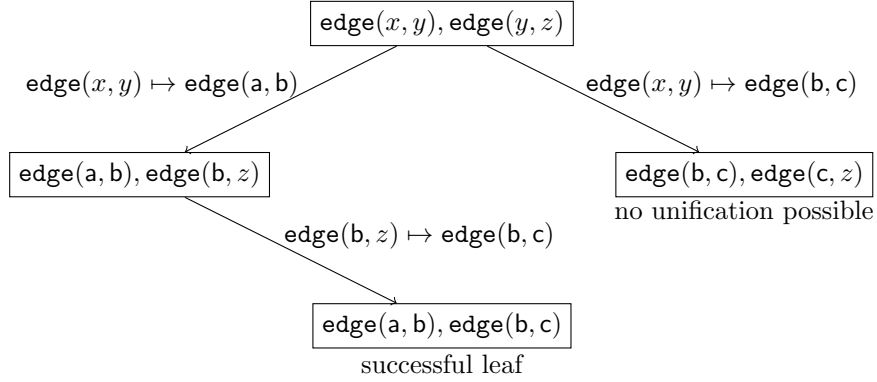 edge(x, y), edge(y, z)
edge(x, y) ↦ edge(a, b)
edge(x, y) ↦ edge(b, c)
edge(a, b), edge(b, z)
edge(b, c), edge(c, z)
no unification possible
edge(b, z) ↦ edge(b, c)
edge(a, b), edge(b, c)
successful leaf